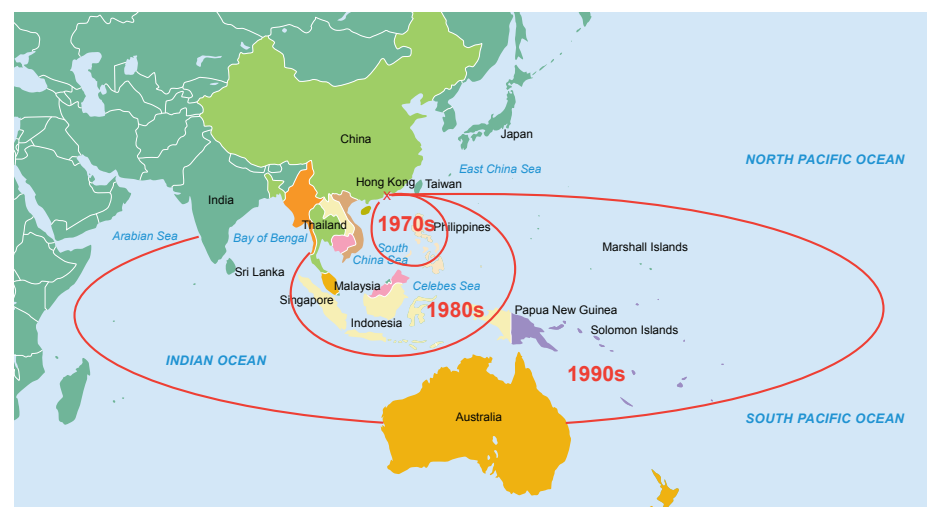 China
Japan
NORTH PACIFIC OCEAN
East China Sea
Hong Kong
Taiwan
X
India
Thailand
1970s
Philippines
Arabian Sea
Bay of Bengal
South
China Sea
Marshall Islands
Sri Lanka
Malaysia
Celebes Sea
Singapore
1980s
Papua New Guinea
Indonesia
Solomon Islands
INDIAN OCEAN
1990s
Australia
SOUTH PACIFIC OCEAN